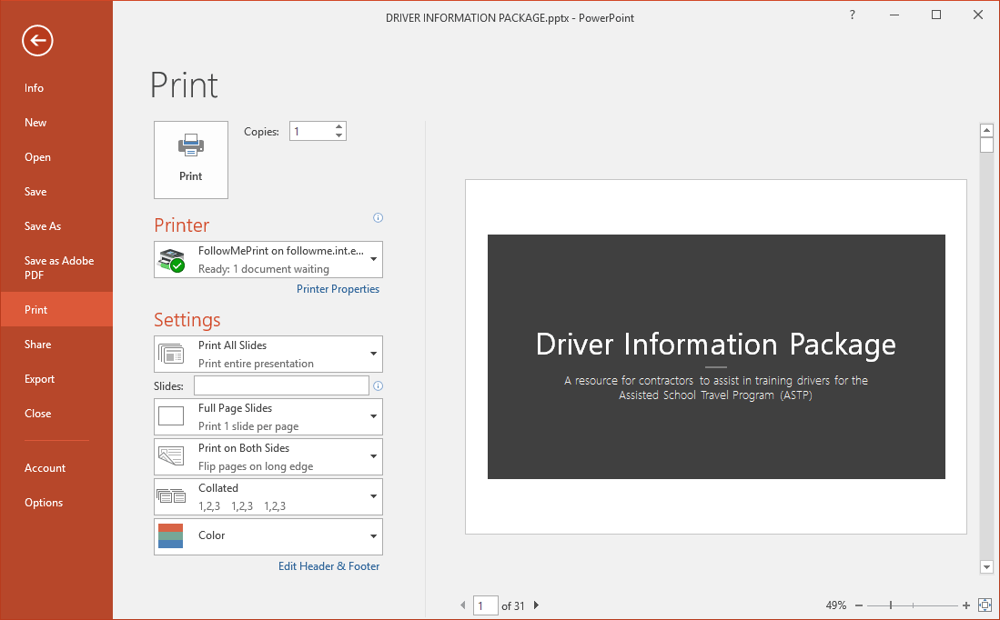 DRIVER INFORMATION PACKAGE.pptx - PowerPoint
?
Info
New
Open
Save
Save As
Save as Adobe
PDF
Print
Share
Export
Close
Account
Options
Print
Print
Copies: 1
Printer
FollowMePrint on followme.int.e...
Ready: 1 document waiting
Printer Properties
Settings
Print All Slides
Print entire presentation
Slides:
Full Page Slides
Print 1 slide per page
Print on Both Sides
Flip pages on long edge
Collated
1,2,3 1,2,3 1,2,3
Color
Edit Header & Footer
Driver Information Package
A resource for contractors to assist in training drivers for the
Assisted School Travel Program (ASTP)
1 of 31
49%